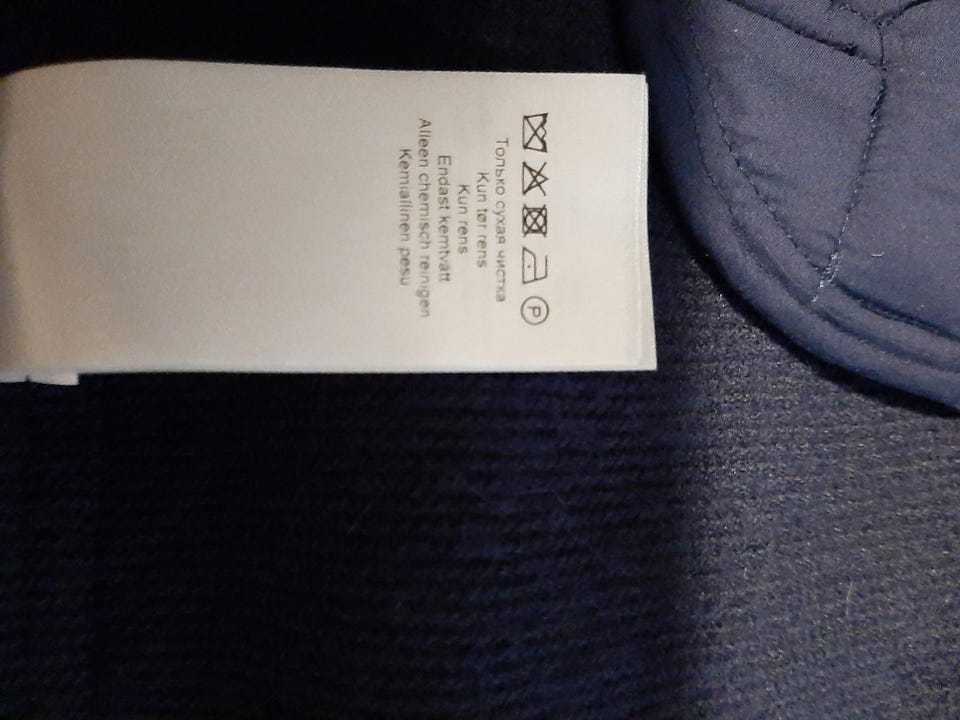 P
Только сухая чистка
Kun tør rens
Kun rens
Endast kemtvätt
Alleen chemisch reinigen
Kemiallinen pesu